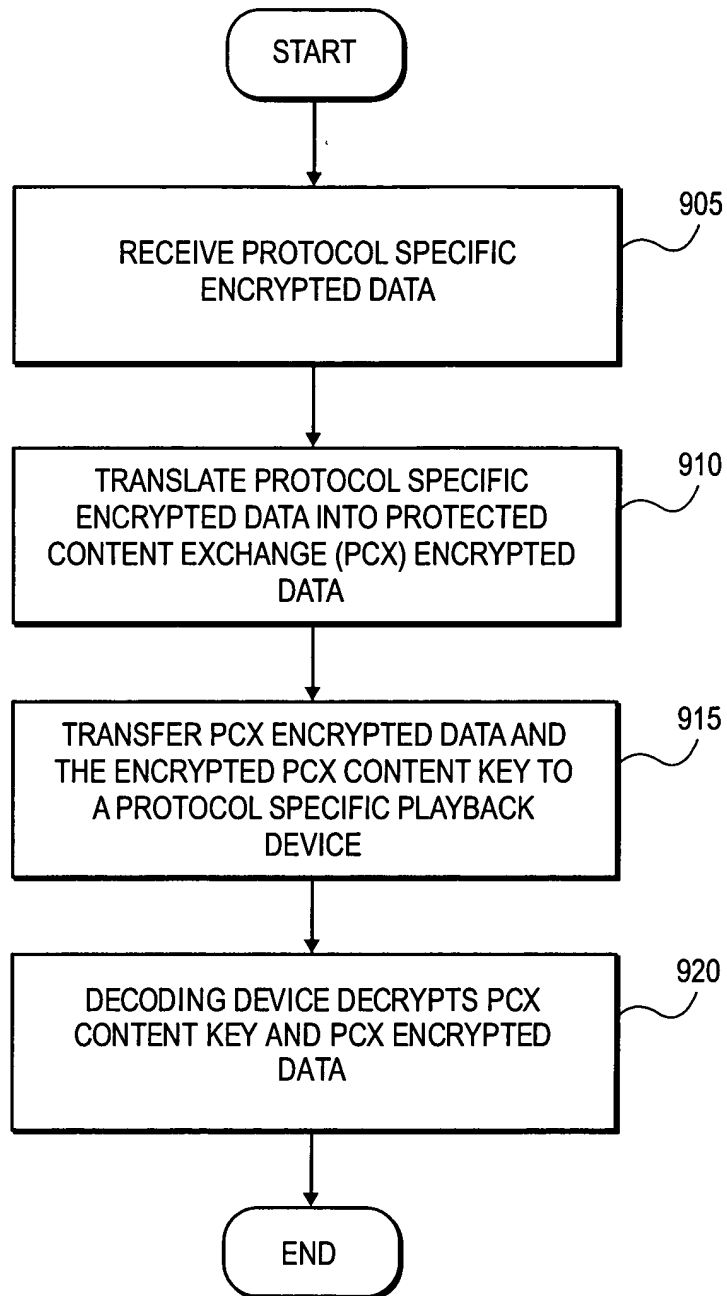 START
905
RECEIVE PROTOCOL SPECIFIC
ENCRYPTED DATA
910
TRANSLATE PROTOCOL SPECIFIC
ENCRYPTED DATA INTO PROTECTED
CONTENT EXCHANGE (PCX) ENCRYPTED
DATA
915
TRANSFER PCX ENCRYPTED DATA AND
THE ENCRYPTED PCX CONTENT KEY TO
A PROTOCOL SPECIFIC PLAYBACK
DEVICE
920
DECODING DEVICE DECRYPTS PCX
CONTENT KEY AND PCX ENCRYPTED
DATA
END